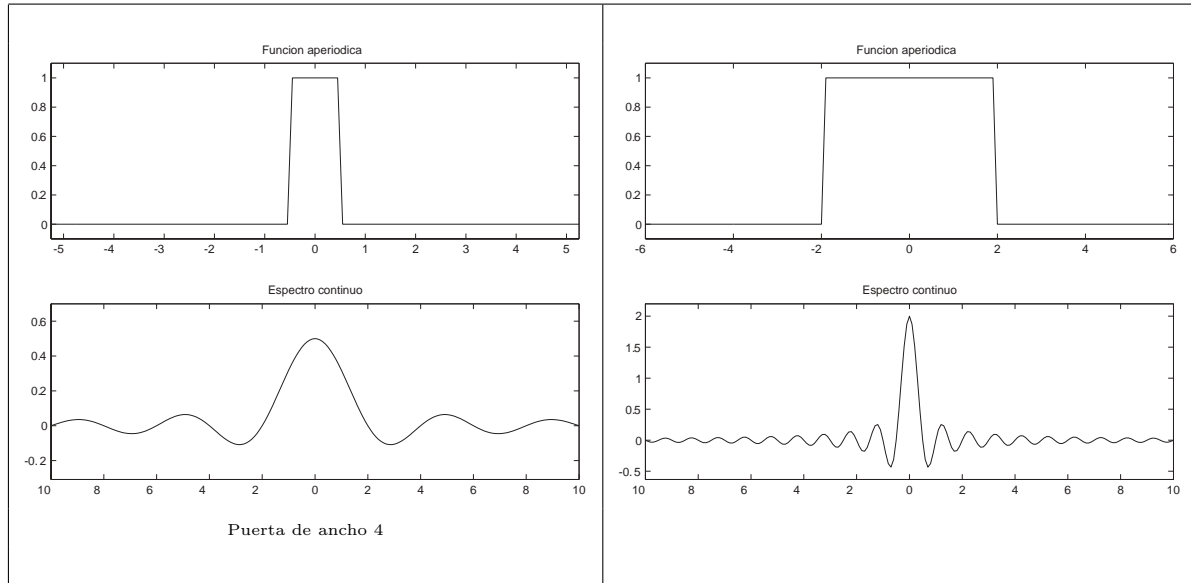 Funcion aperiodica
1
0.8
0.6
0.4
0.2
0
-5 -4 -3 -2 -1 0 1 2 3 4 5
Espectro continuo
0.6
0.4
0.2
0
-0.2
10 8 6 4 2 0 2 4 6 8 10
Puerta de ancho 4
Funcion aperiodica
1
0.8
0.6
0.4
0.2
0
-6 -4 -2 0 2 4 6
Espectro continuo
2
1.5
1
0.5
0
-0.5
10 8 6 4 2 0 2 4 6 8 10